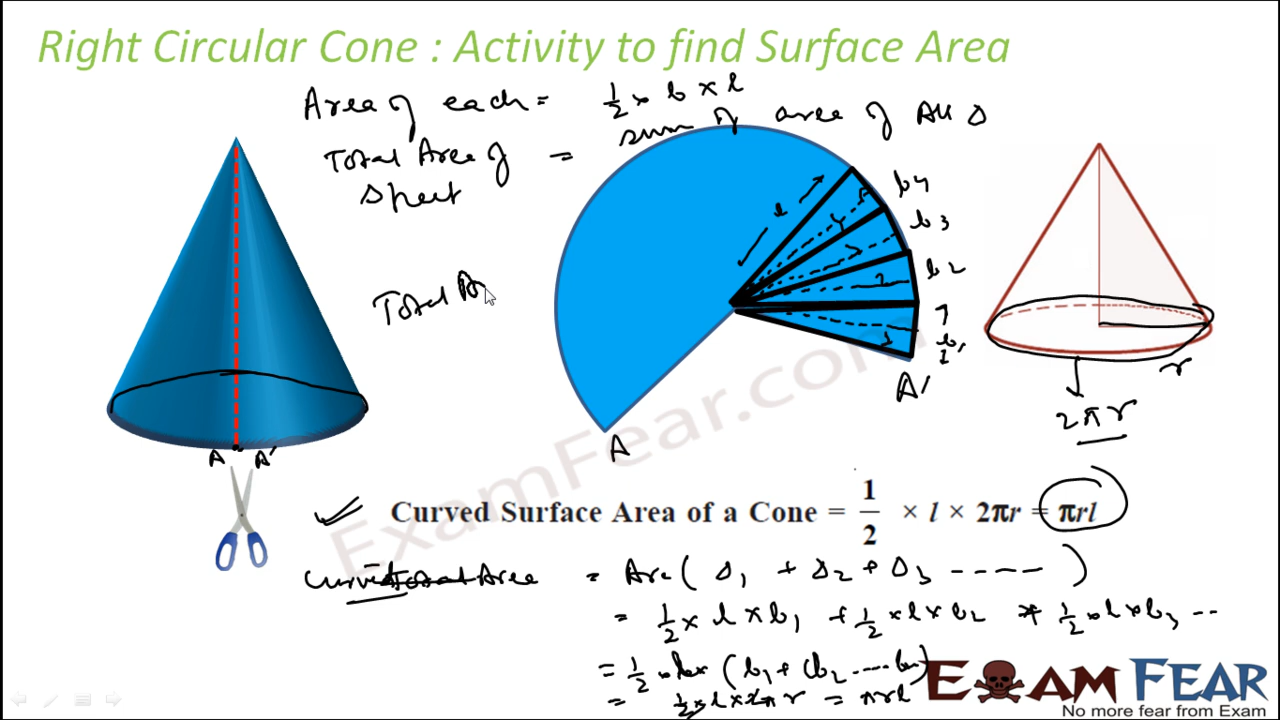 Right Circular Cone : Activity to find Surface Area
Area of each = 1/2 × b × l
Total Area of sheet = sum of area of All Δ
Total A
l
b4
b3
b2
b1
A
A'
r
2πr
A A'
ExamFear.com
Curved Surface Area of a Cone = 1/2 × l × 2πr = πrl
Curved Total Area = Are( Δ1 + Δ2 + Δ3 ----- )
= 1/2 × l × b1 + 1/2 × l × b2 + 1/2 × l × b3 --
= 1/2 × l × (b1 + b2 ---- bn)
= 1/2 × l × 2πr = πrl
EXAM FEAR
No more fear from Exam